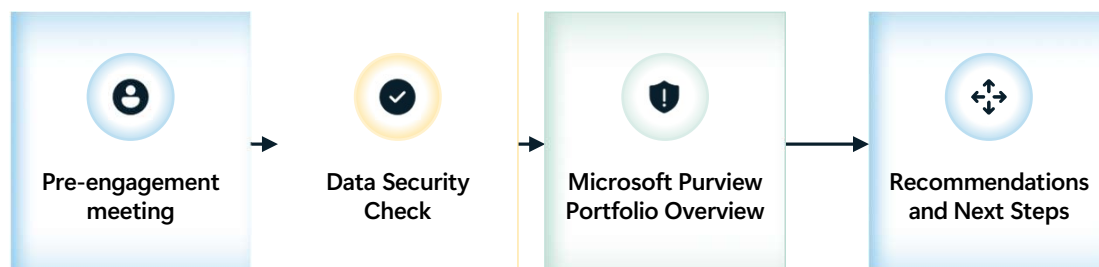 Pre-engagement
meeting
Data Security
Check
Microsoft Purview
Portfolio Overview
Recommendations
and Next Steps